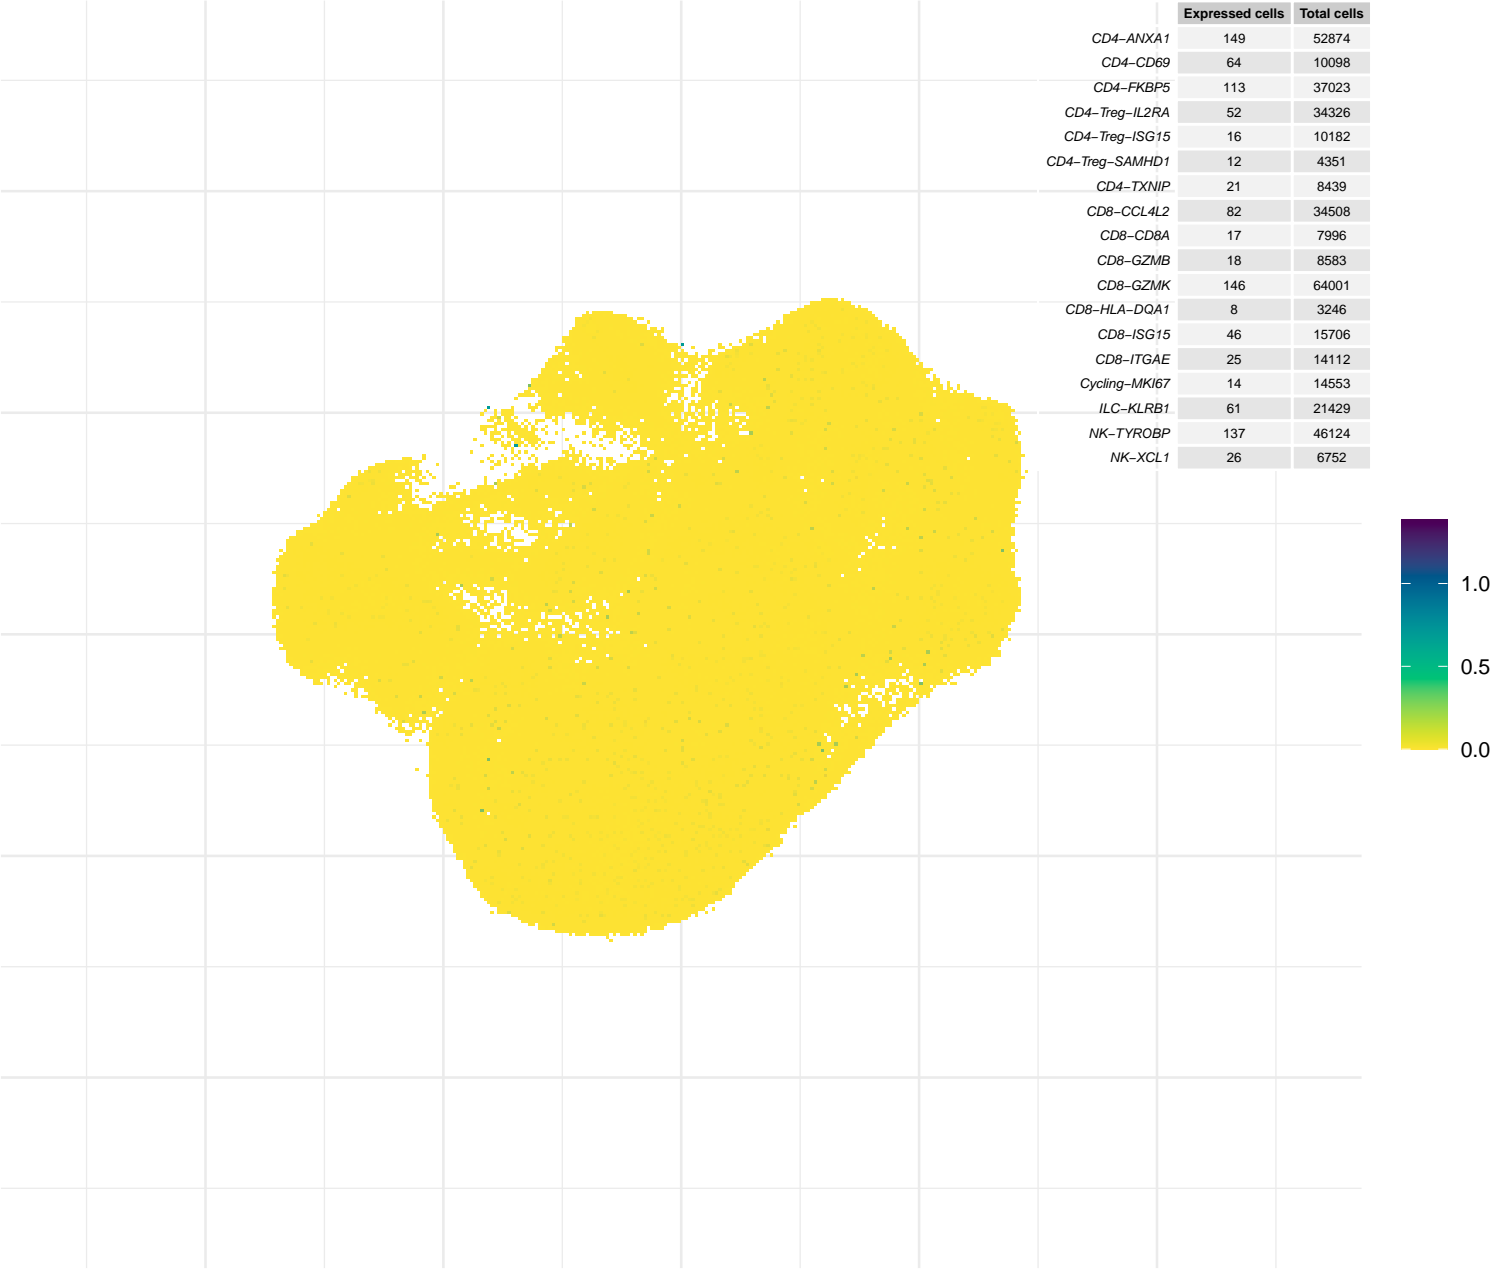 Expressed cells Total cells
CD4−ANXA1 149 52874
CD4−CD69 64 10098
CD4−FKBP5 113 37023
CD4−Treg−IL2RA 52 34326
CD4−Treg−ISG15 16 10182
CD4−Treg−SAMHD1 12 4351
CD4−TXNIP 21 8439
CD8−CCL4L2 82 34508
CD8−CD8A 17 7996
CD8−GZMB 18 8583
CD8−GZMK 146 64001
CD8−HLA−DQA1 8 3246
CD8−ISG15 46 15706
CD8−ITGAE 25 14112
Cycling−MKI67 14 14553
ILC−KLRB1 61 21429
NK−TYROBP 137 46124
NK−XCL1 26 6752
1.0
0.5
0.0